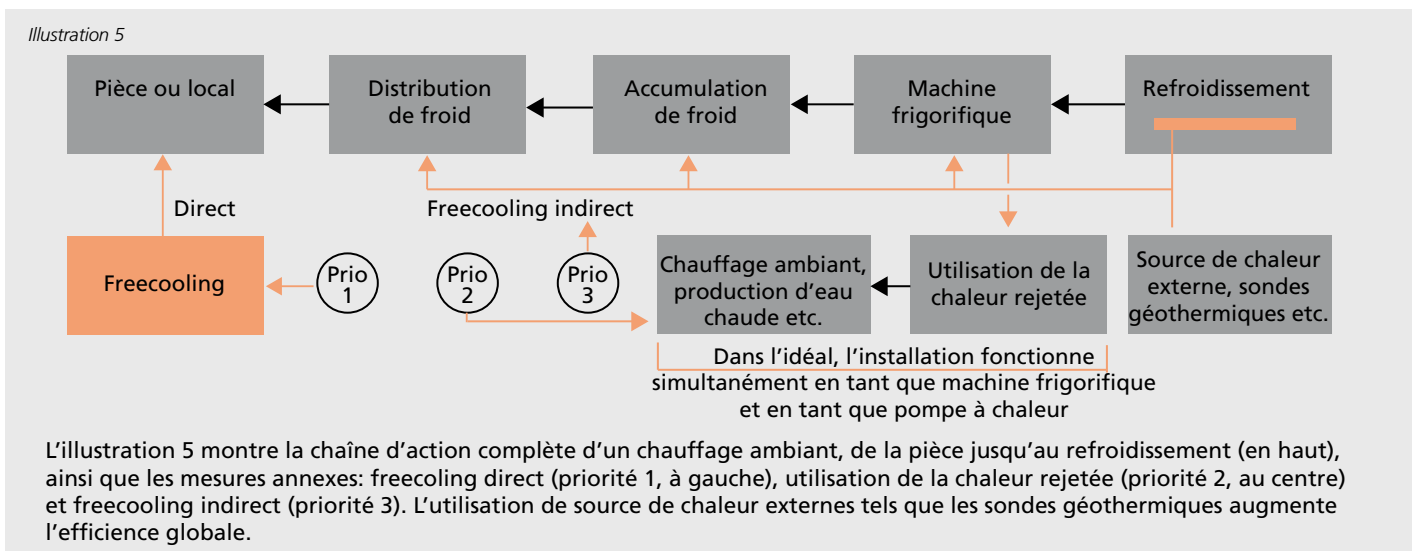 Illustration 5
Pièce ou local
Distribution
de froid
Accumulation
de froid
Machine
frigorifique
Refroidissement
Direct
Freecooling indirect
Freecooling
Prio
1
Prio
2
Prio
3
Chauffage ambiant,
production d'eau
chaude etc.
Utilisation de la
chaleur rejetée
Source de chaleur
externe, sondes
géothermiques etc.
Dans l'idéal, l'installation fonctionne
simultanément en tant que machine frigorifique
et en tant que pompe à chaleur
L'illustration 5 montre la chaîne d'action complète d'un chauffage ambiant, de la pièce jusqu'au refroidissement (en haut),
ainsi que les mesures annexes: freecoling direct (priorité 1, à gauche), utilisation de la chaleur rejetée (priorité 2, au centre)
et freecooling indirect (priorité 3). L'utilisation de source de chaleur externes tels que les sondes géothermiques augmente
l'efficience globale.